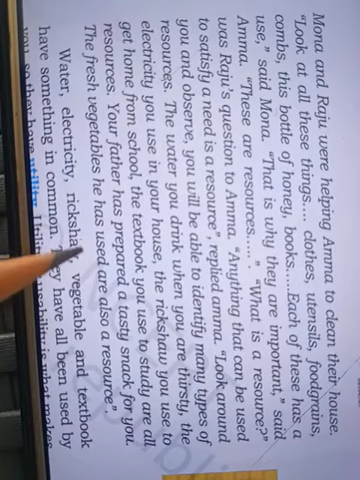 Mona and Raju were helping Amma to clean their house.
“Look at all these things…. clothes, utensils, foodgrains,
combs, this bottle of honey, books…..Each of these has a
use,” said Mona. “That is why they are important,” said
Amma. “These are resources…..” “What is a resource?”
was Raju’s question to Amma. “Anything that can be used
to satisfy a need is a resource”, replied amma. “Look around
you and observe, you will be able to identify many types of
resources. The water you drink when you are thirsty, the
electricity you use in your house, the rickshaw you use to
get home from school, the textbook you use to study are all
resources. Your father has prepared a tasty snack for you.
The fresh vegetables he has used are also a resource”.
Water, electricity, rickshaw, vegetable and textbook
have something in common. They have all been used by
you, so they have utility.